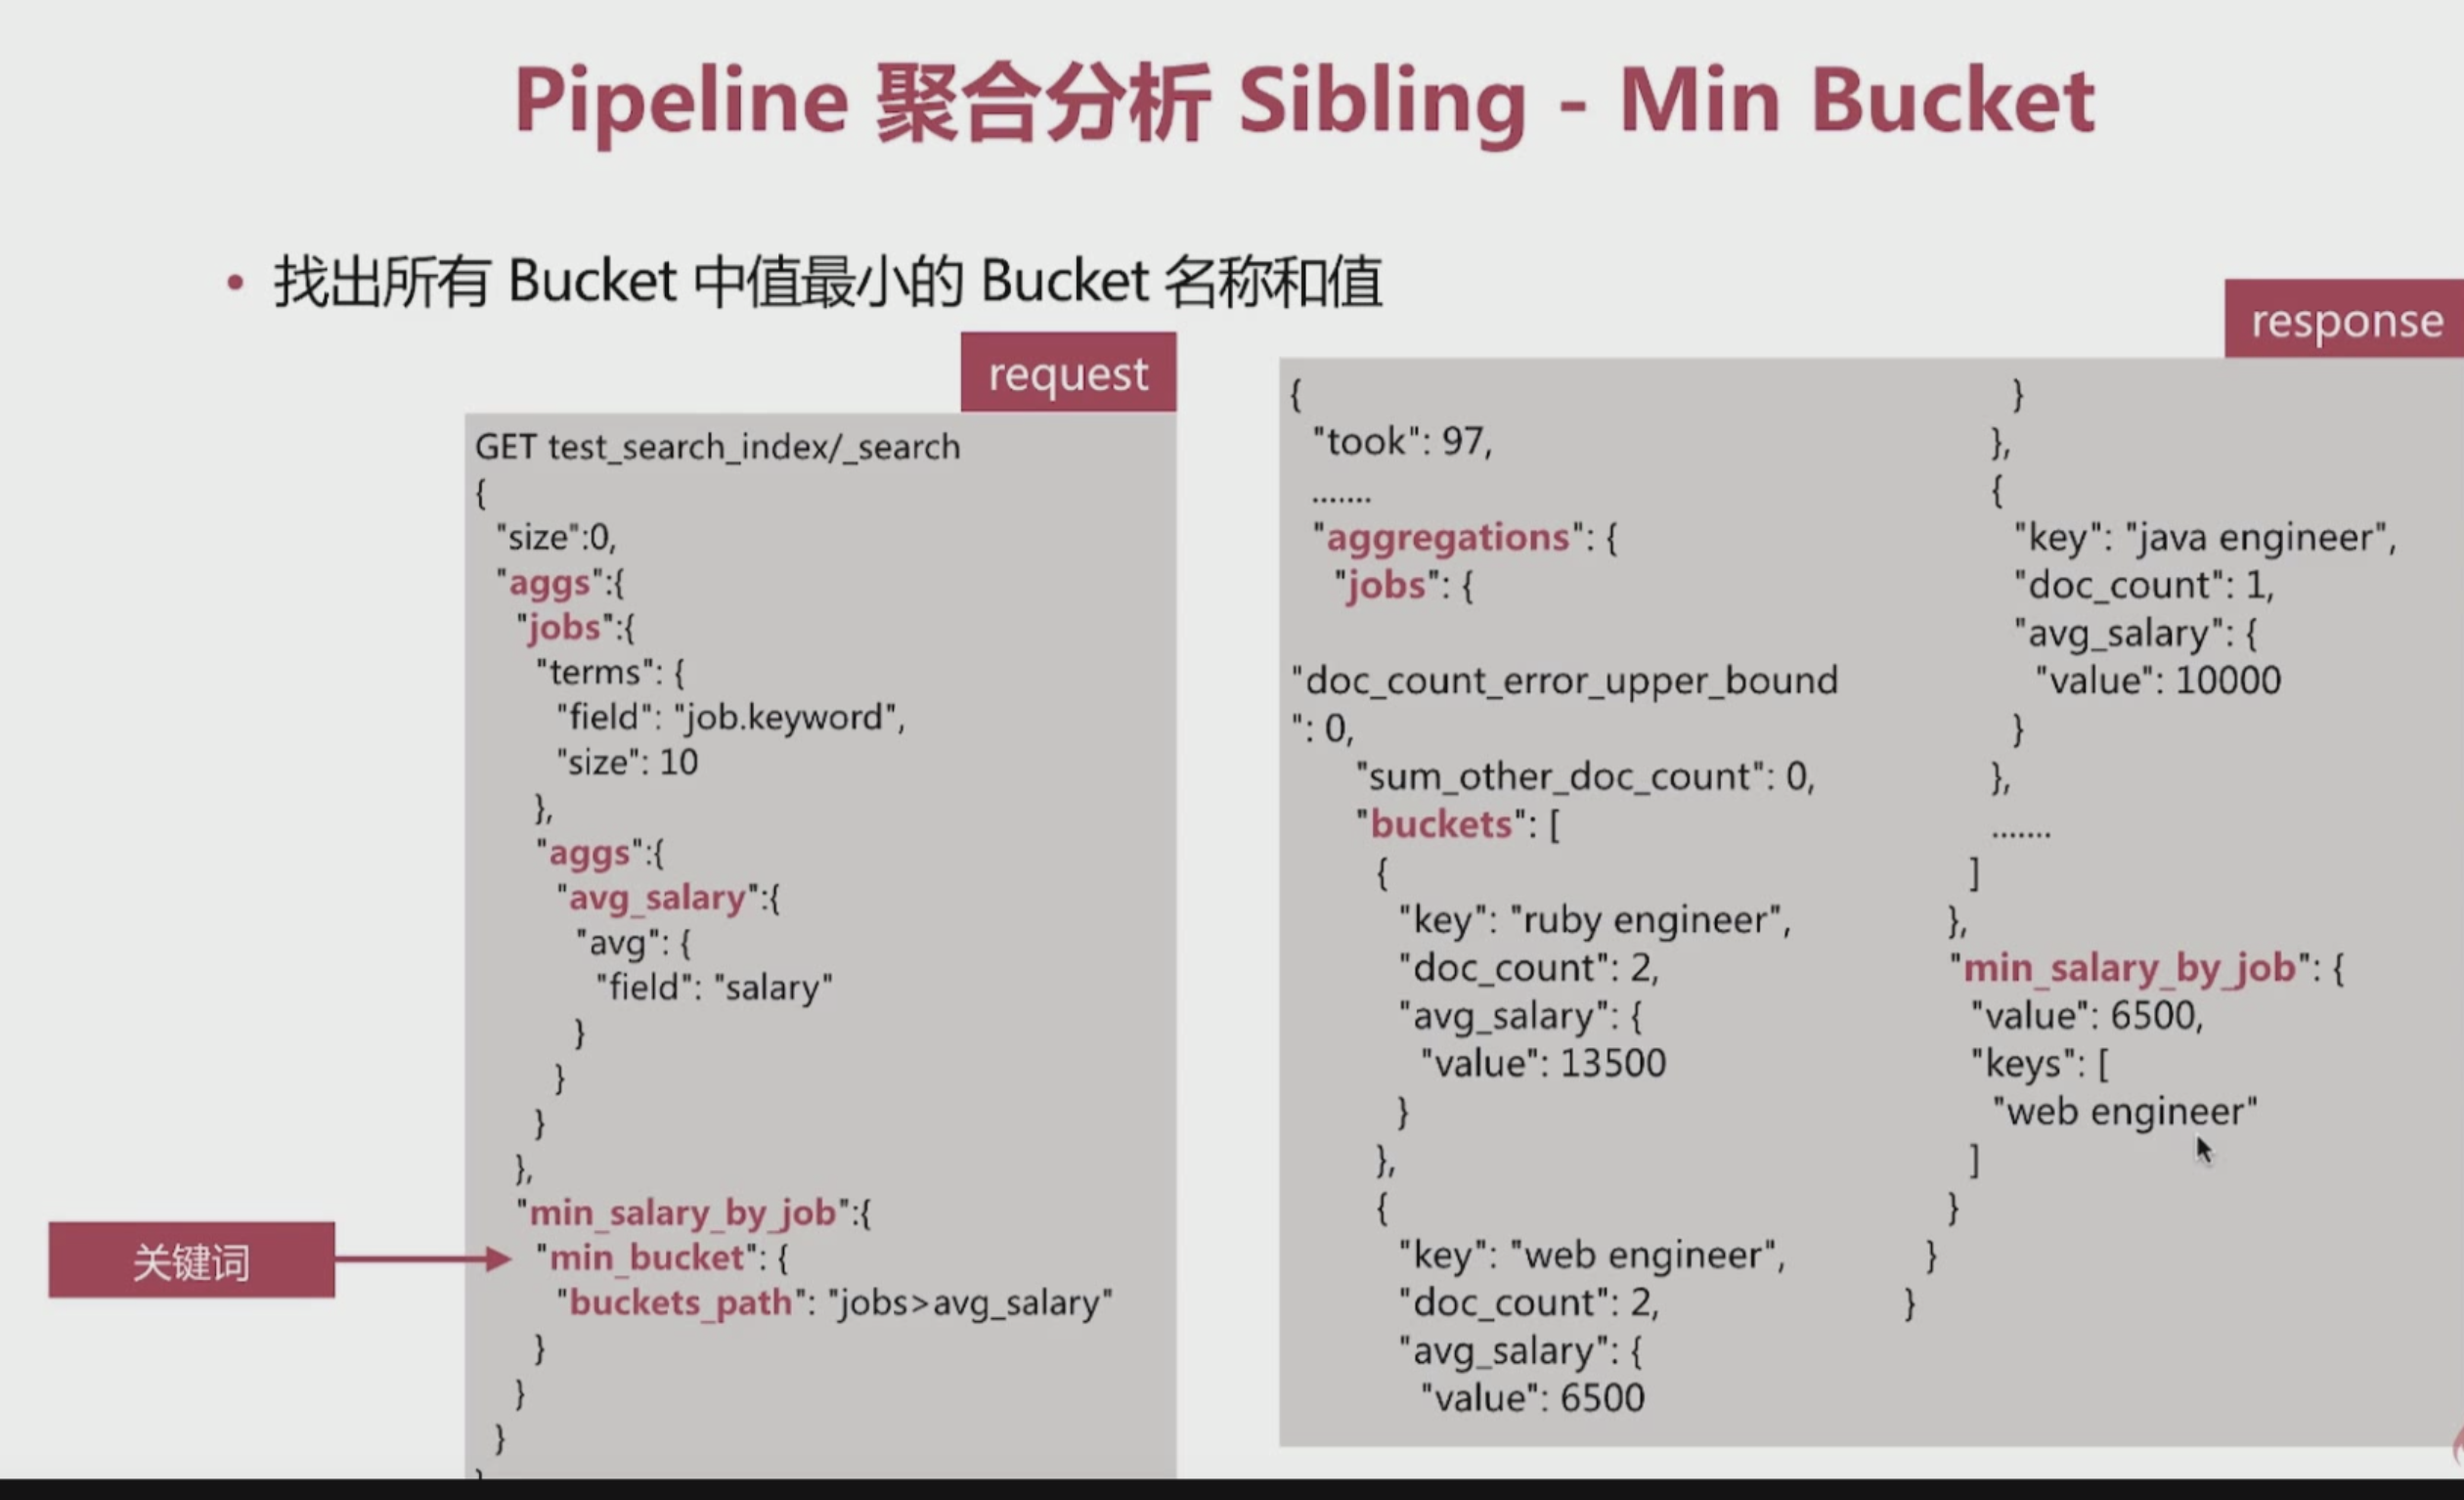 Pipeline 聚合分析 Sibling - Min Bucket
• 找出所有 Bucket 中值最小的 Bucket 名称和值
request
GET test_search_index/_search
{
"size":0,
"aggs":{
"jobs":{
"terms": {
"field": "job.keyword",
"size": 10
},
"aggs":{
"avg_salary":{
"avg": {
"field": "salary"
}
}
}
},
"min_salary_by_job":{
"min_bucket": {
"buckets_path": "jobs>avg_salary"
}
}
}
}
关键词
response
{
"took": 97,
.......
"aggregations": {
"jobs": {
"doc_count_error_upper_bound
": 0,
"sum_other_doc_count": 0,
"buckets": [
{
"key": "ruby engineer",
"doc_count": 2,
"avg_salary": {
"value": 13500
}
},
{
"key": "web engineer",
"doc_count": 2,
"avg_salary": {
"value": 6500
}
},
{
"key": "java engineer",
"doc_count": 1,
"avg_salary": {
"value": 10000
}
},
.......
]
},
"min_salary_by_job": {
"value": 6500,
"keys": [
"web engineer"
]
}
}
}